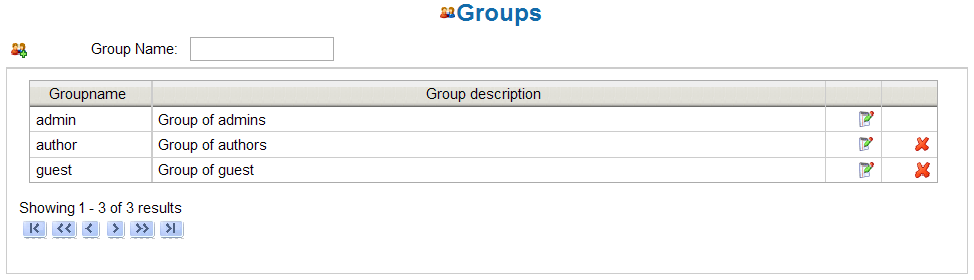 Groups
Group Name:
Groupname Group description
admin Group of admins
author Group of authors
guest Group of guest
Showing 1 - 3 of 3 results